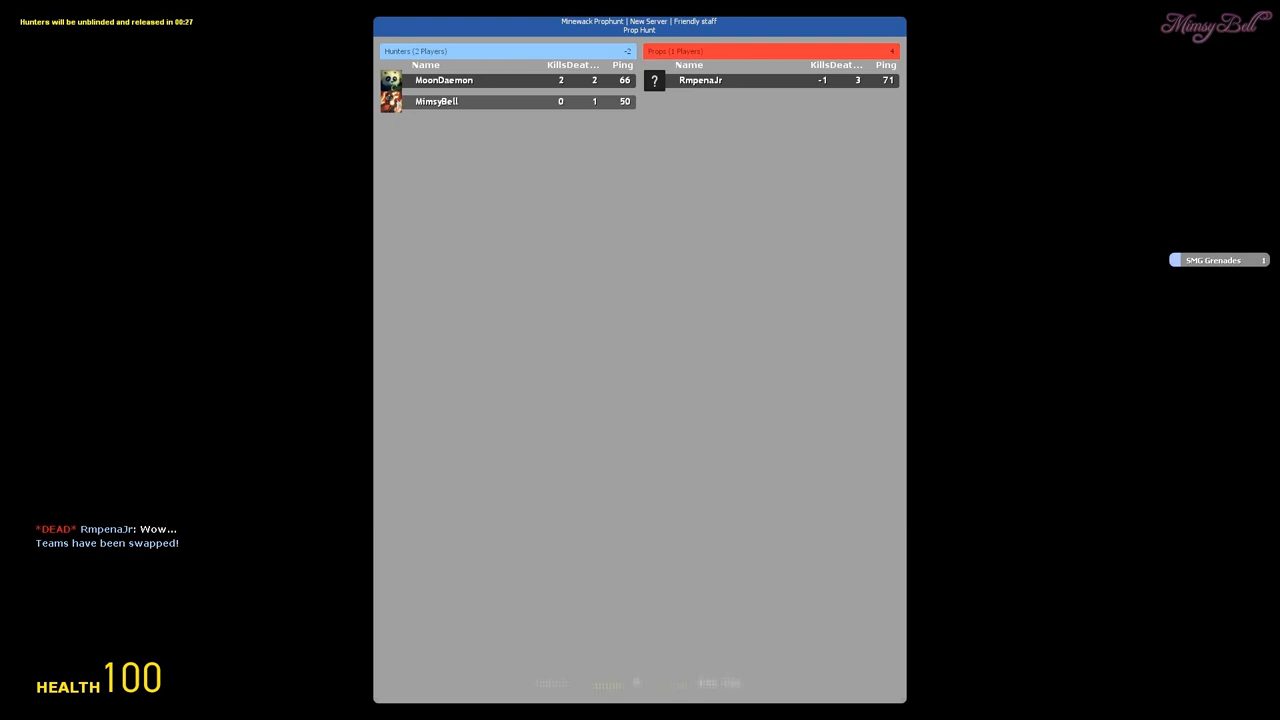 Hunters will be unblinded and released in 00:27
Minewack Prophunt | New Server | Friendly staff
Prop Hunt
MimsyBell
Hunters (2 Players) -2
Name KillsDeat... Ping
MoonDaemon 2 2 66
MimsyBell 0 1 50
Props (1 Players) 4
Name KillsDeat... Ping
? RmpenaJr -1 3 71
SMG Grenades 1
*DEAD* RmpenaJr: Wow...
Teams have been swapped!
HEALTH 100